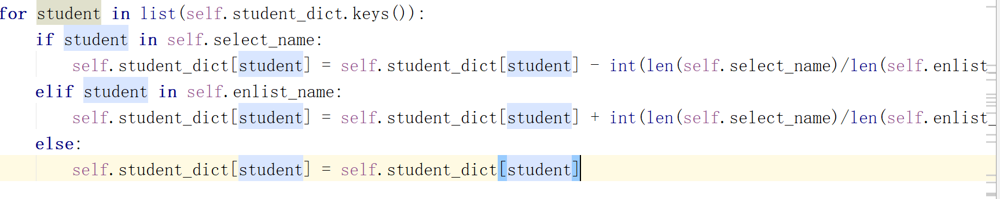 for student in list(self.student_dict.keys()):
    if student in self.select_name:
        self.student_dict[student] = self.student_dict[student] - int(len(self.select_name)/len(self.enlist_
    elif student in self.enlist_name:
        self.student_dict[student] = self.student_dict[student] + int(len(self.select_name)/len(self.enlist_
    else:
        self.student_dict[student] = self.student_dict[student]